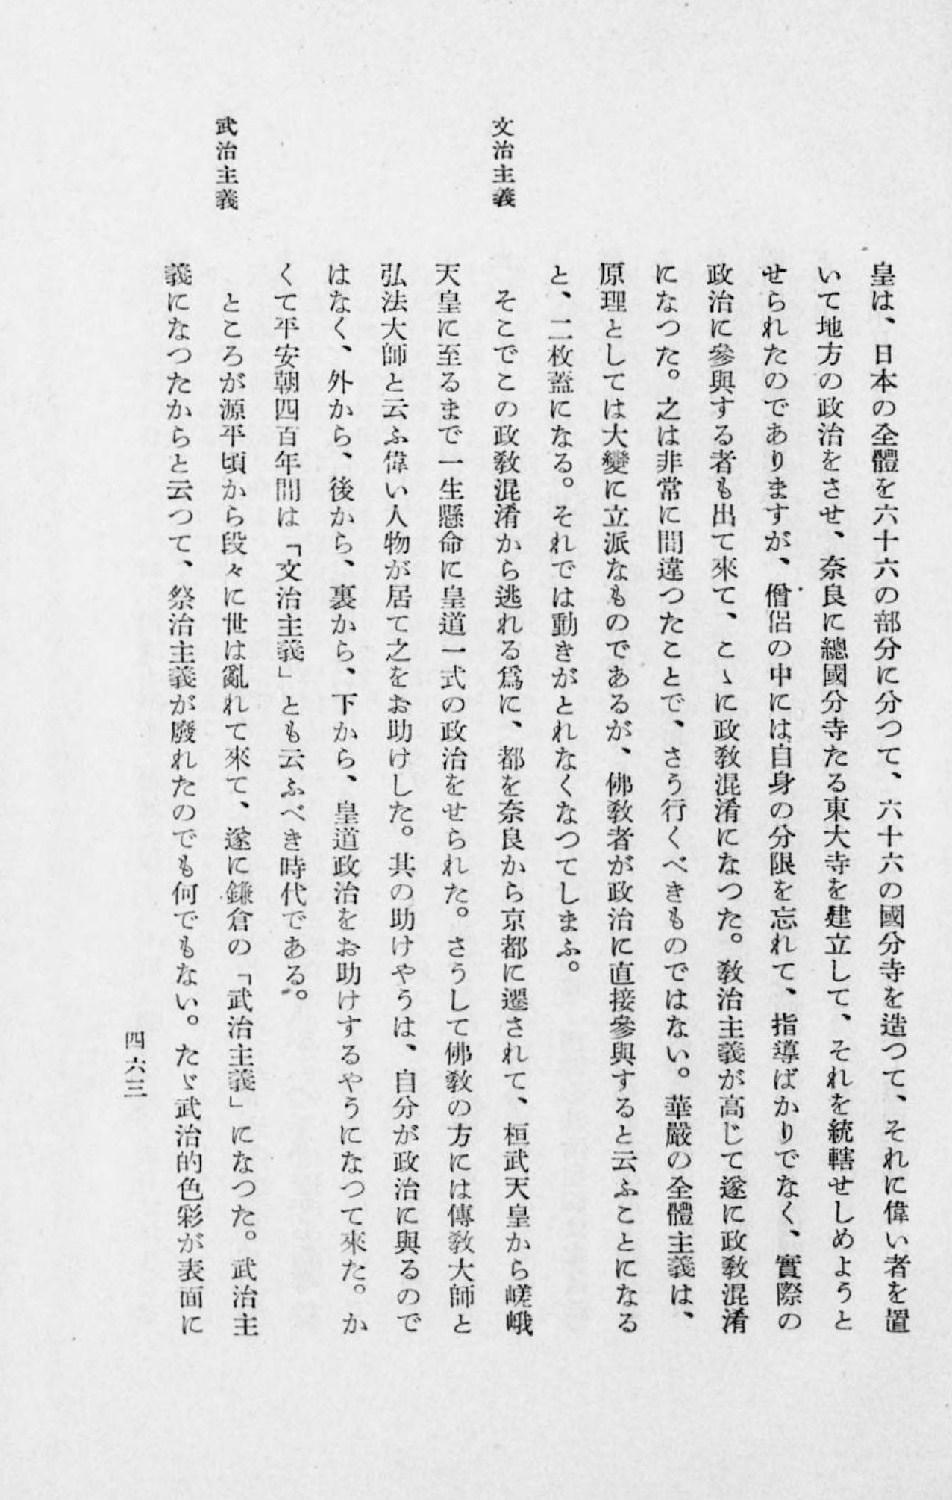 皇は、日本の全體を六十六の部分に分つて、六十六の國分寺を造つて、それに偉い者を置
いて地方の政治をさせ、奈良に總國分寺たる東大寺を建立して、それを統轄せしめようと
せられたのでありますが、僧侶の中には自身の分限を忘れて、指導ばかりでなく、實際の
政治に參與する者も出て來て、こゝに政敎混淆になつた。敎治主義が高じて遂に政敎混淆
になつた。之は非常に間違つたことで、さう行くべきものではない。華嚴の全體主義は、
原理としては大變に立派なものであるが、佛敎者が政治に直接參與すると云ふことになる
と、二枚蓋になる。それでは動きがとれなくなつてしまふ。
文治主義
そこでこの政敎混淆から逃れる爲に、都を奈良から京都に遷されて、桓武天皇から嵯峨
天皇に至るまで一生懸命に皇道一式の政治をせられた。さうして佛敎の方には傳敎大師と
弘法大師と云ふ偉い人物が居て之をお助けした。其の助けやうは、自分が政治に與るので
はなく、外から、後から、裏から、下から、皇道政治をお助けするやうになつて來た。か
くて平安朝四百年間は「文治主義」とも云ふべき時代である。
武治主義
ところが源平頃から段々に世は亂れて來て、遂に鎌倉の「武治主義」になつた。武治主
義になつたからと云つて、祭治主義が廢れたのでも何でもない。たゞ武治的色彩が表面に
四六三